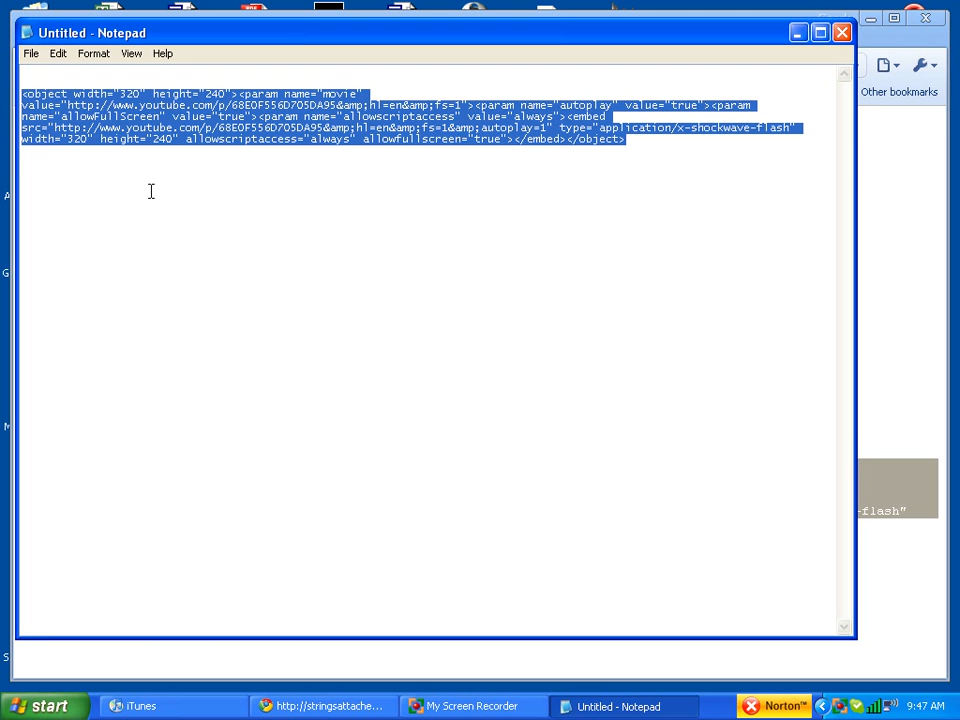 Untitled - Notepad
File Edit Format View Help
Other bookmarks
<object width="320" height="240"><param name="movie"
value="http://www.youtube.com/p/68E0F556D705DA95&amp;hl=en&amp;fs=1"><param name="autoplay" value="true"><param
name="allowFullScreen" value="true"><param name="allowscriptaccess" value="always"><embed
src="http://www.youtube.com/p/68E0F556D705DA95&amp;hl=en&amp;fs=1&amp;autoplay=1" type="application/x-shockwave-flash"
width="320" height="240" allowscriptaccess="always" allowfullscreen="true"></embed></object>
-flash"
start iTunes http://stringsattache... My Screen Recorder Untitled - Notepad Norton™ 9:47 AM